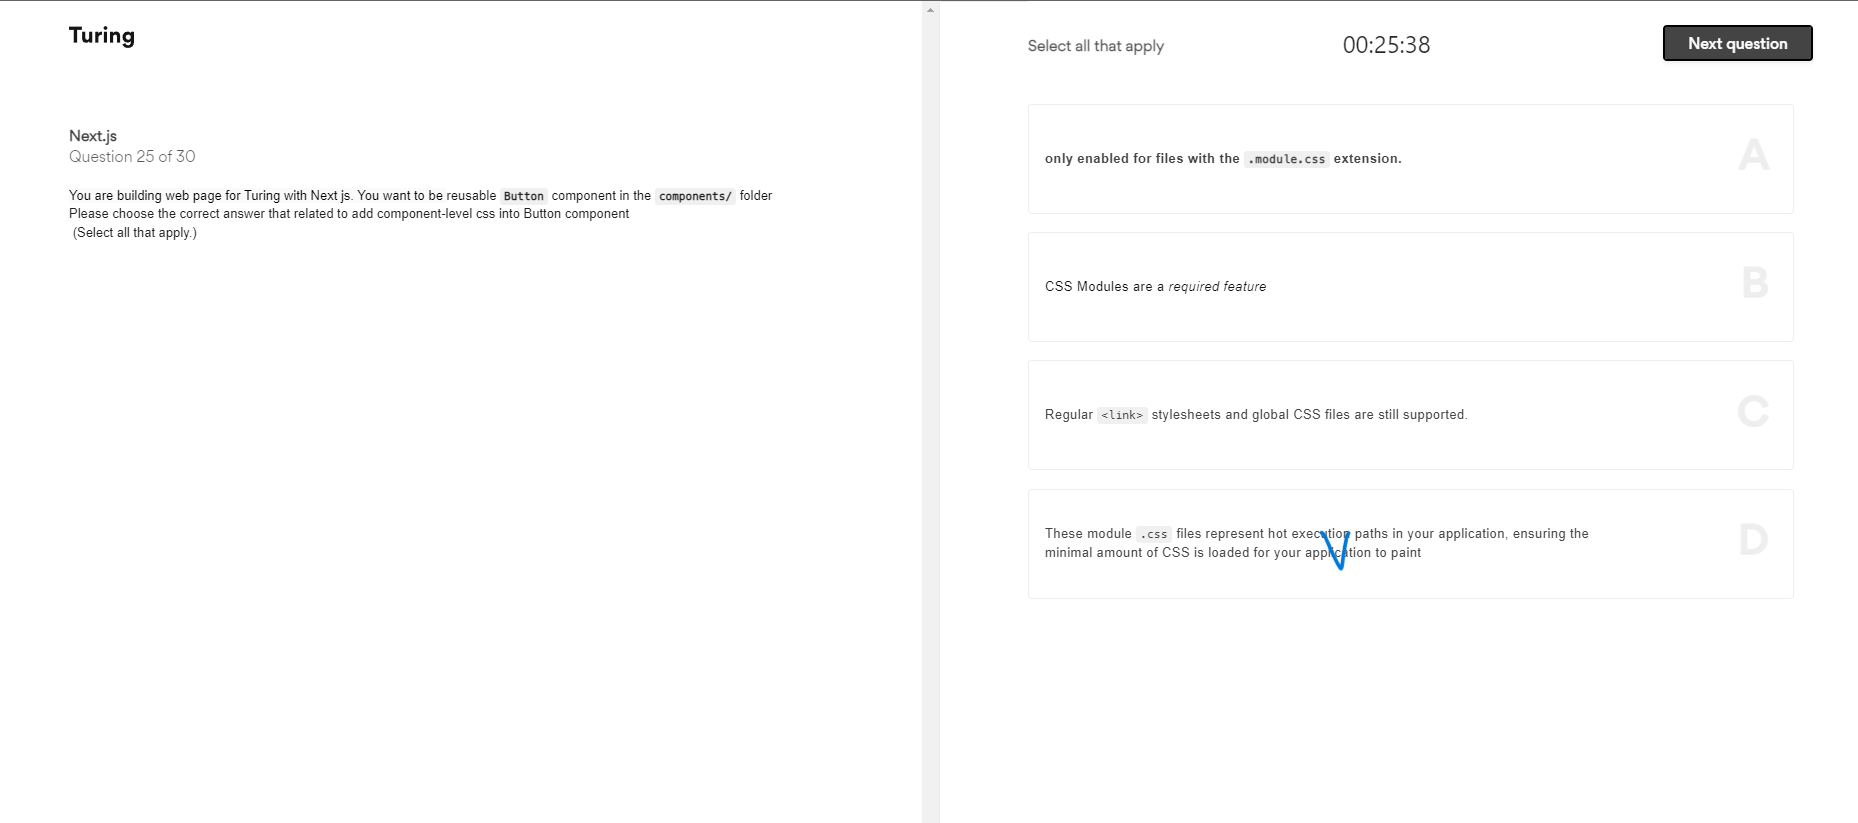 Turing
Next.js
Question 25 of 30
You are building web page for Turing with Next js. You want to be reusable Button component in the components/ folder
Please choose the correct answer that related to add component-level css into Button component
(Select all that apply.)
Select all that apply
00:25:38
Next question
only enabled for files with the .module.css extension.
A
CSS Modules are a required feature
B
Regular <link> stylesheets and global CSS files are still supported.
C
These module .css files represent hot execution paths in your application, ensuring the
minimal amount of CSS is loaded for your application to paint
D